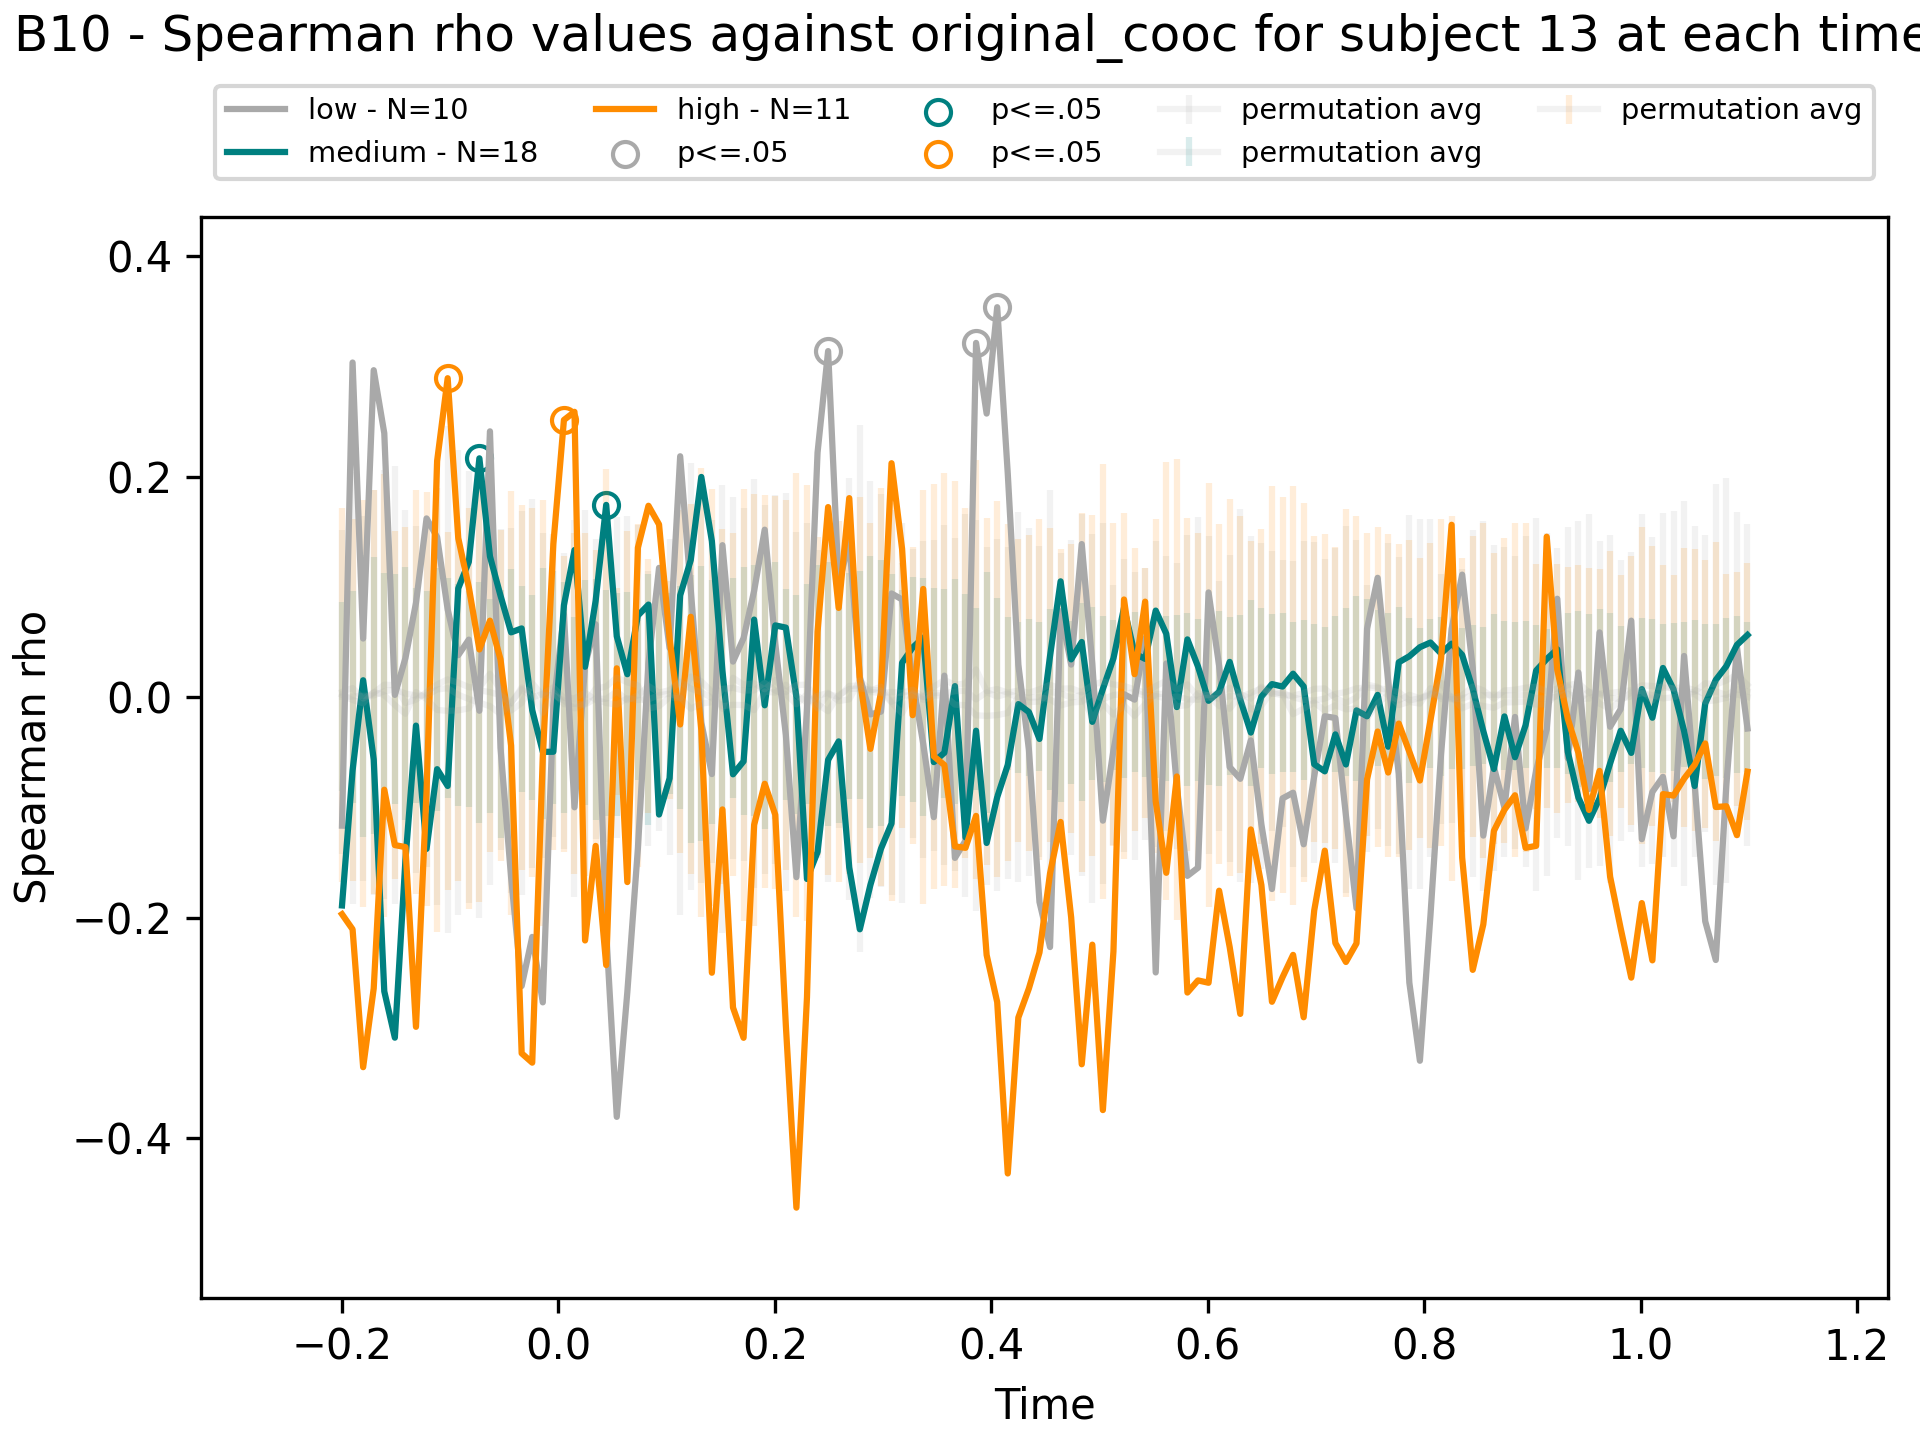 B10 - Spearman rho values against original_cooc for subject 13 at each time
low - N=10
medium - N=18
high - N=11
p<=.05
p<=.05
p<=.05
permutation avg
permutation avg
permutation avg
Spearman rho
0.4
0.2
0.0
−0.2
−0.4
−0.2 0.0 0.2 0.4 0.6 0.8 1.0 1.2
Time